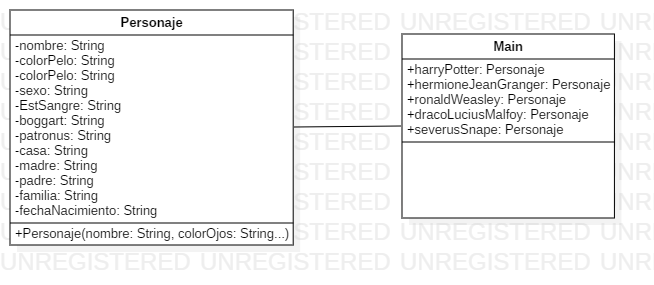 Personaje
-nombre: String
-colorPelo: String
-colorPelo: String
-sexo: String
-EstSangre: String
-boggart: String
-patronus: String
-casa: String
-madre: String
-padre: String
-familia: String
-fechaNacimiento: String
+Personaje(nombre: String, colorOjos: String...)
Main
+harryPotter: Personaje
+hermioneJeanGranger: Personaje
+ronaldWeasley: Personaje
+dracoLuciusMalfoy: Personaje
+severusSnape: Personaje
UNREGISTERED UNREGISTERED UNREGISTERED